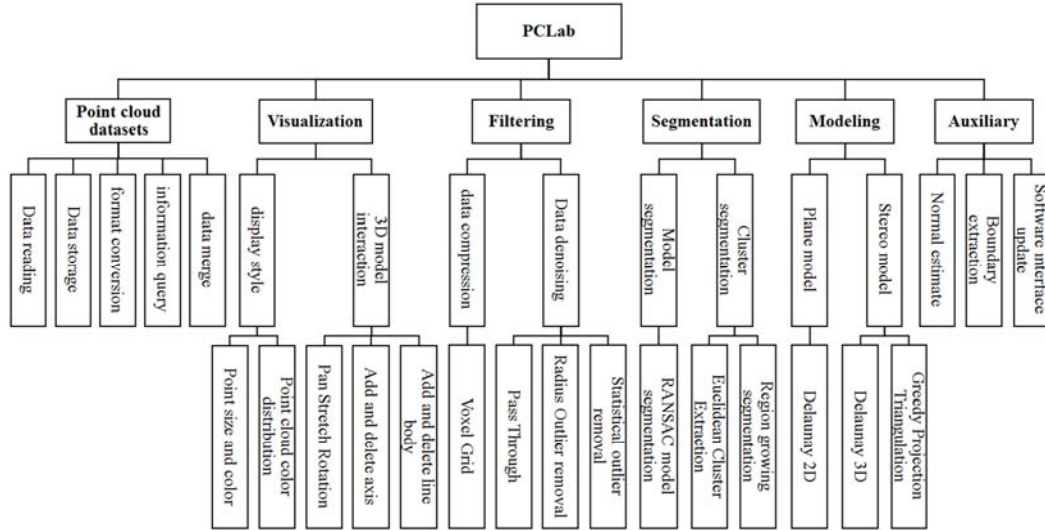 PCLab
Point cloud
datasets
Visualization
Filtering
Segmentation
Modeling
Auxiliary
Data reading
Data storage
format conversion
information query
data merge
display style
3D model
interaction
data compression
Data denoising
Model
segmentation
Cluster
segmentation
Plane model
Stereo model
Normal estimate
Boundary
extraction
Software interface
update
Point size and color
Point cloud color
distribution
Pan Stretch Rotation
Add and delete axis
Add and delete line
body
Voxel Grid
Pass Through
Radius Outlier removal
Statistical outlier
removal
RANSAC model
segmentation
Euclidean Cluster
Extraction
Region growing
segmentation
Delaunay 2D
Delaunay 3D
Greedy Projection
Triangulation